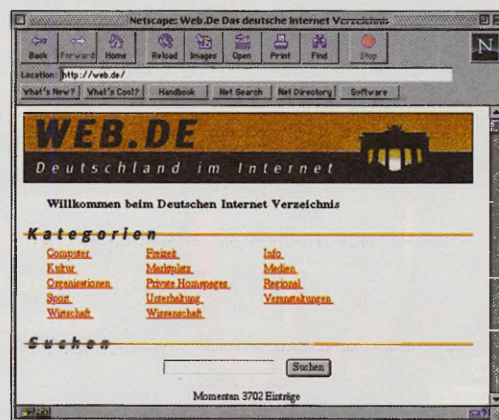 Netscape: Web.De Das deutsche Internet Verzeichnis
Back Forward Home Reload Images Open Print Find Stop
Location: http://web.de/
What's New? What's Cool? Handbook Net Search Net Directory Software
N
WEB.DE
Deutschland im Internet
Willkommen beim Deutschen Internet Verzeichnis
Kategorien
Computer Freizeit Info
Kultur Marktplatz Medien
Organisationen Private Homepages Regional
Sport Unterhaltung Veranstaltungen
Wirtschaft Wissenschaft
Suchen
Suchen
Momentan 3702 Einträge